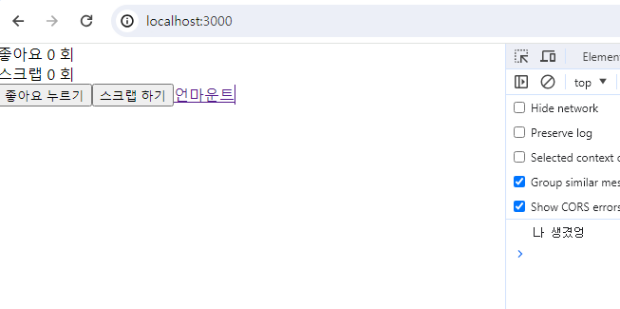 localhost:3000
좋아요 0 회
스크랩 0 회
좋아요 누르기 스크랩 하기 언마운트
Elemen
top ▼
Hide network
Preserve log
Selected context o
Group similar mes
Show CORS errors
나 생겼엉